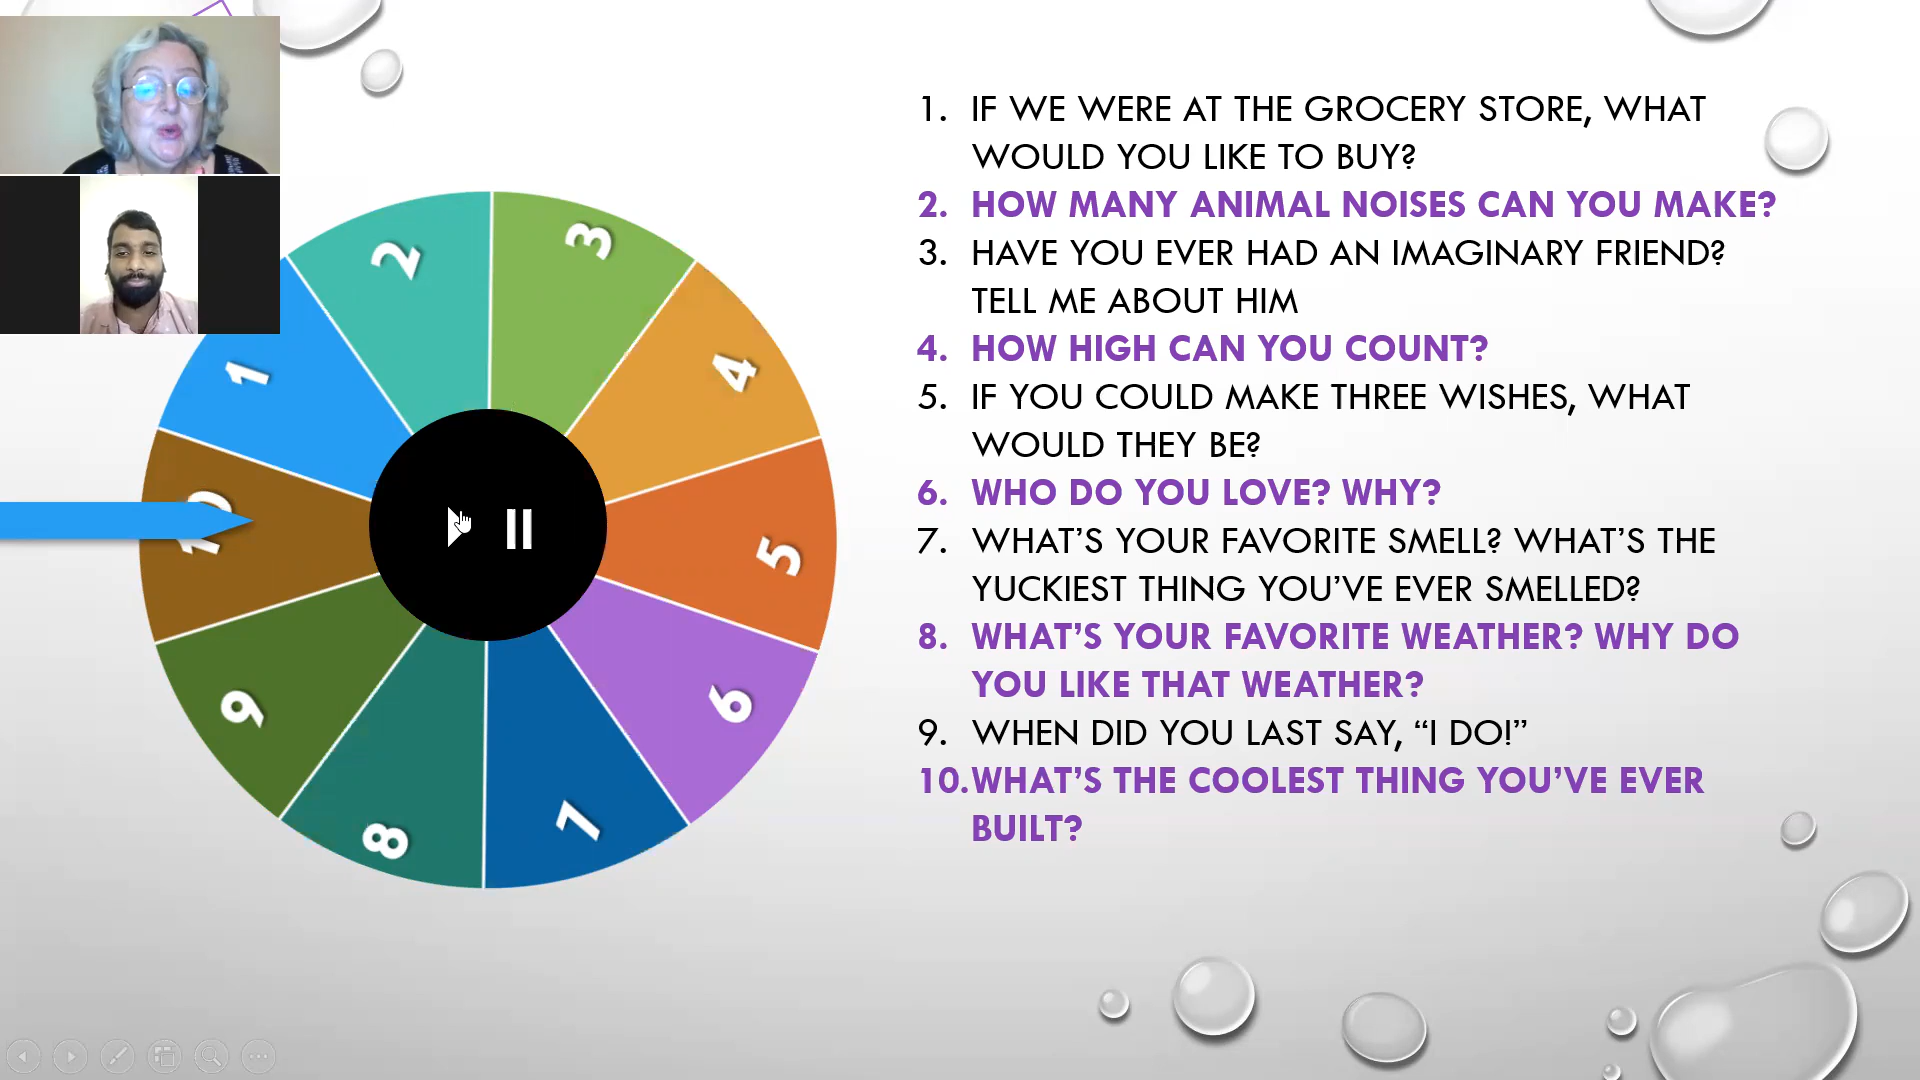 1. IF WE WERE AT THE GROCERY STORE, WHAT
WOULD YOU LIKE TO BUY?
2. HOW MANY ANIMAL NOISES CAN YOU MAKE?
3. HAVE YOU EVER HAD AN IMAGINARY FRIEND?
TELL ME ABOUT HIM
4. HOW HIGH CAN YOU COUNT?
5. IF YOU COULD MAKE THREE WISHES, WHAT
WOULD THEY BE?
6. WHO DO YOU LOVE? WHY?
7. WHAT’S YOUR FAVORITE SMELL? WHAT’S THE
YUCKIEST THING YOU’VE EVER SMELLED?
8. WHAT’S YOUR FAVORITE WEATHER? WHY DO
YOU LIKE THAT WEATHER?
9. WHEN DID YOU LAST SAY, “I DO!”
10. WHAT’S THE COOLEST THING YOU’VE EVER
BUILT?
1
2
3
4
5
6
7
8
9
10